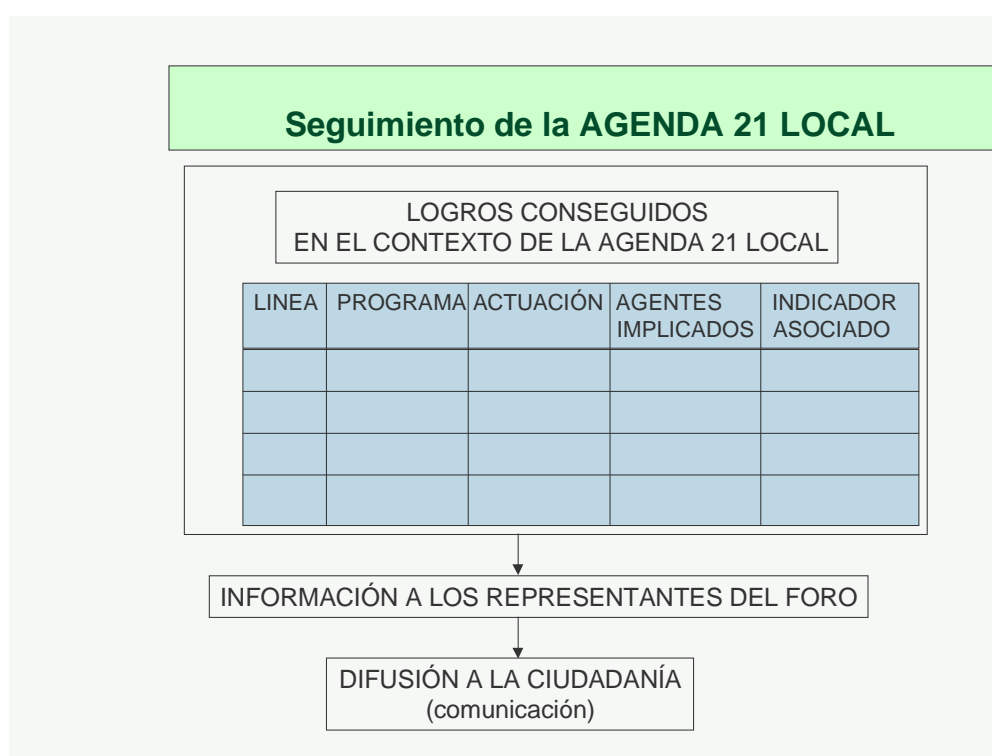 Seguimiento de la AGENDA 21 LOCAL
LOGROS CONSEGUIDOS
EN EL CONTEXTO DE LA AGENDA 21 LOCAL
LINEA PROGRAMA ACTUACIÓN AGENTES INDICADOR
IMPLICADOS ASOCIADO
INFORMACIÓN A LOS REPRESENTANTES DEL FORO
DIFUSIÓN A LA CIUDADANÍA
(comunicación)